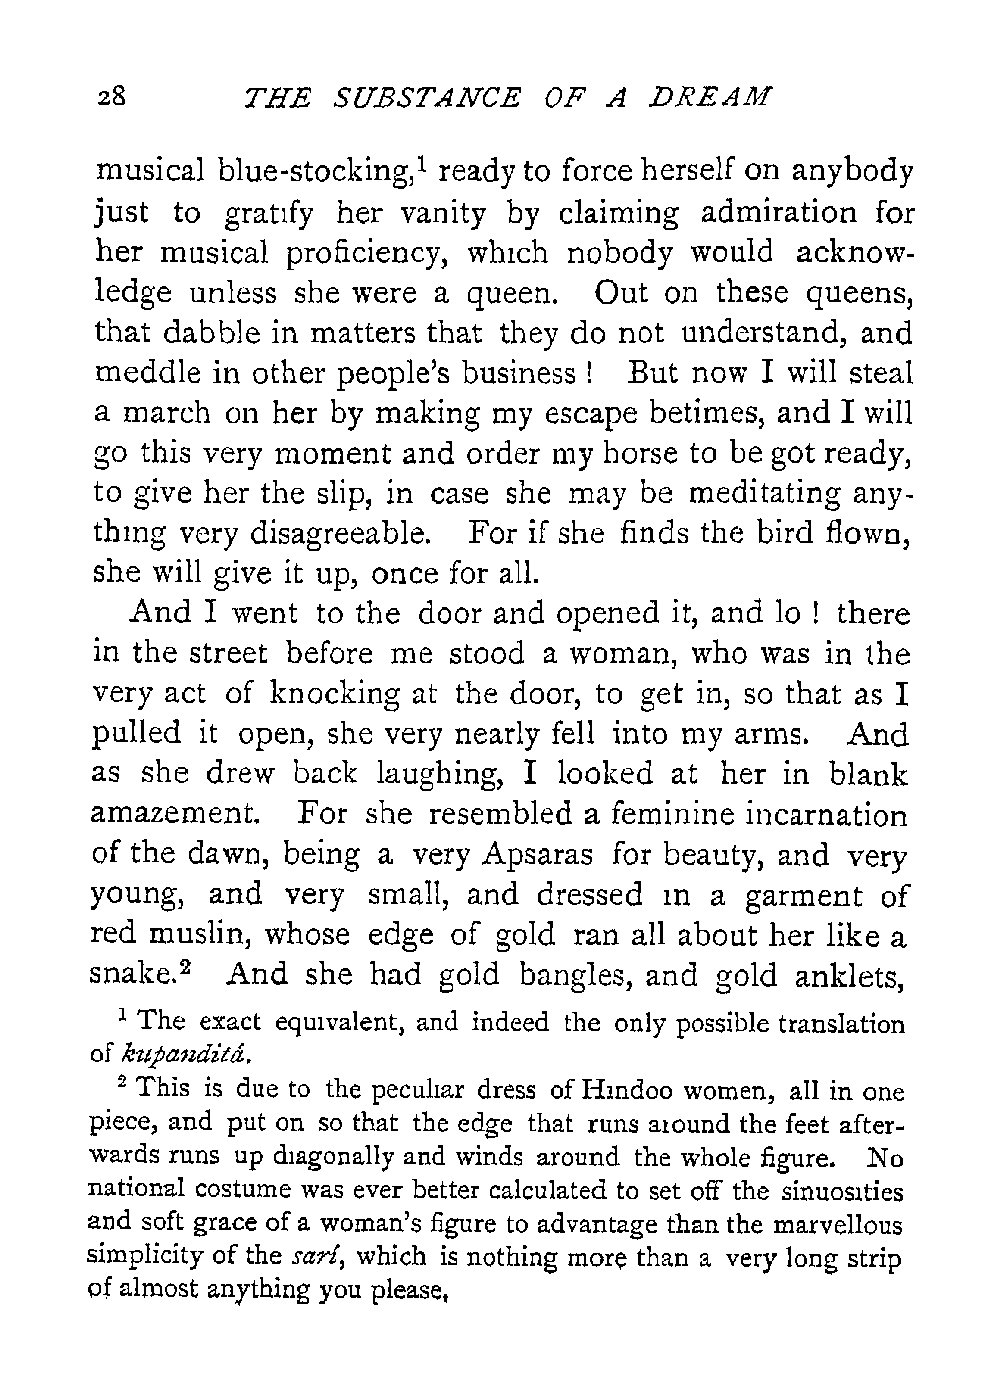 28 THE SUBSTANCE OF A DREAM
musical blue-stocking,¹ ready to force herself on anybody
just to gratify her vanity by claiming admiration for
her musical proficiency, which nobody would acknow-
ledge unless she were a queen. Out on these queens,
that dabble in matters that they do not understand, and
meddle in other people's business ! But now I will steal
a march on her by making my escape betimes, and I will
go this very moment and order my horse to be got ready,
to give her the slip, in case she may be meditating any-
thing very disagreeable. For if she finds the bird flown,
she will give it up, once for all.
And I went to the door and opened it, and lo ! there
in the street before me stood a woman, who was in the
very act of knocking at the door, to get in, so that as I
pulled it open, she very nearly fell into my arms. And
as she drew back laughing, I looked at her in blank
amazement. For she resembled a feminine incarnation
of the dawn, being a very Apsaras for beauty, and very
young, and very small, and dressed in a garment of
red muslin, whose edge of gold ran all about her like a
snake.² And she had gold bangles, and gold anklets,
¹ The exact equivalent, and indeed the only possible translation
of kupanditá.
² This is due to the peculiar dress of Hindoo women, all in one
piece, and put on so that the edge that runs around the feet after-
wards runs up diagonally and winds around the whole figure. No
national costume was ever better calculated to set off the sinuosities
and soft grace of a woman's figure to advantage than the marvellous
simplicity of the sarí, which is nothing more than a very long strip
of almost anything you please.